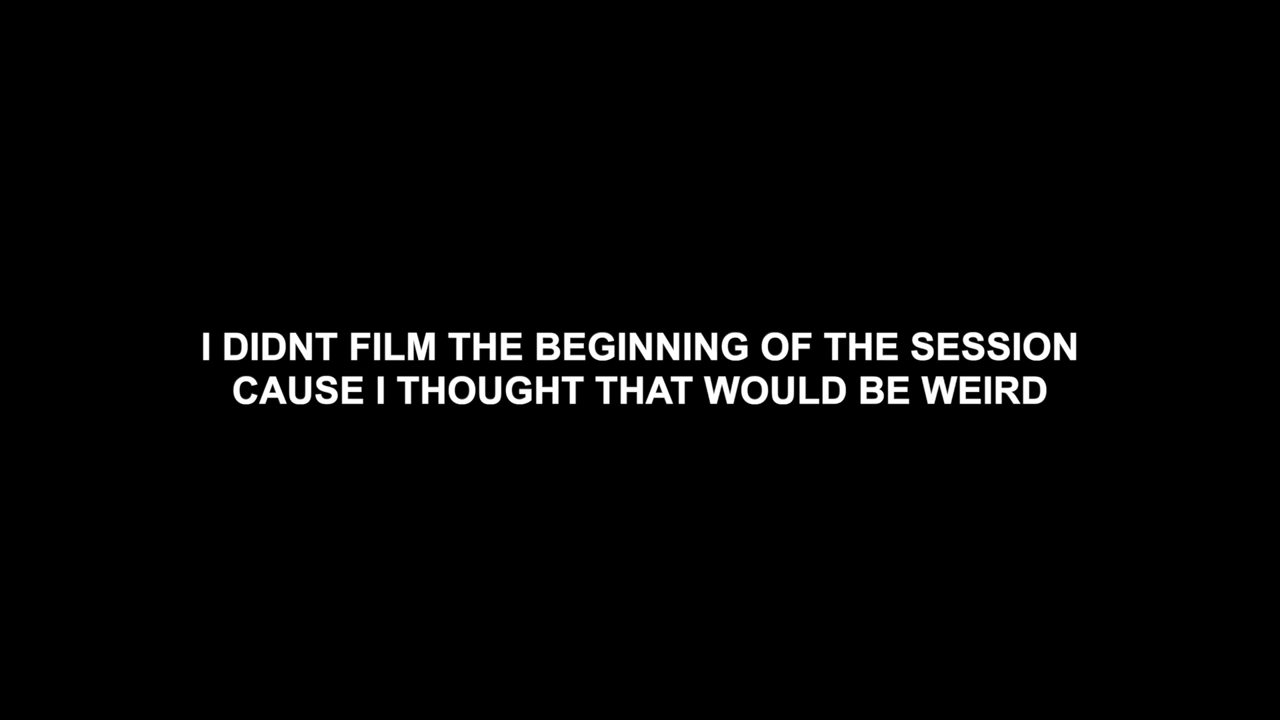 I DIDNT FILM THE BEGINNING OF THE SESSION
CAUSE I THOUGHT THAT WOULD BE WEIRD